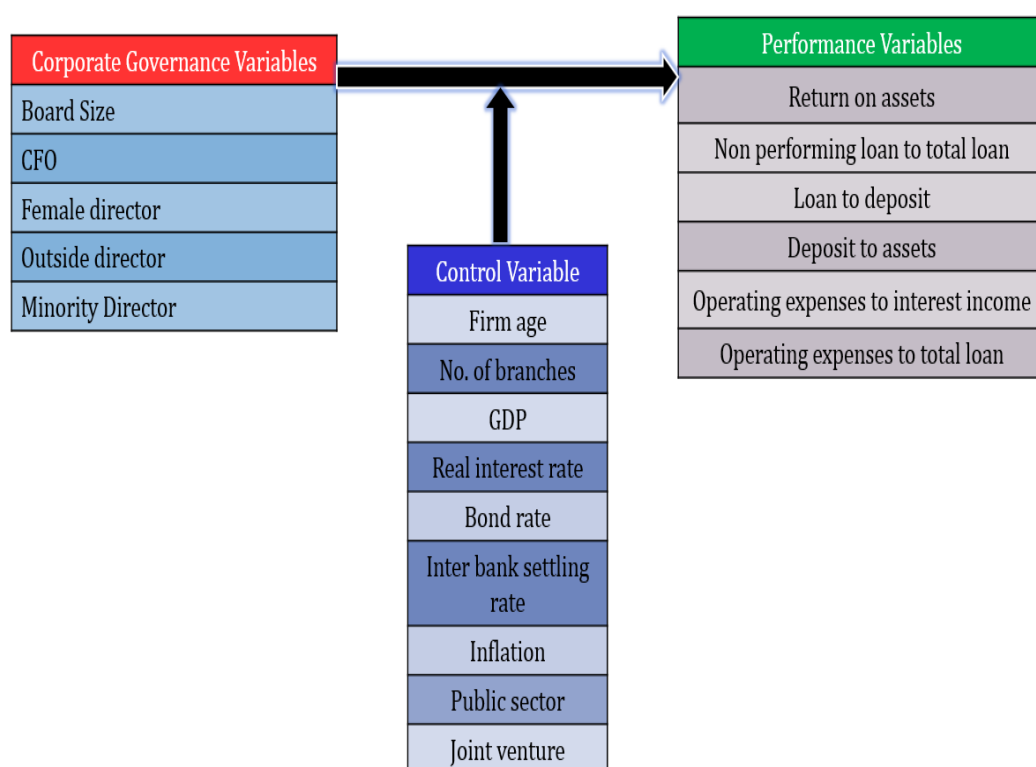 Corporate Governance Variables
Board Size
CFO
Female director
Outside director
Minority Director
Performance Variables
Return on assets
Non performing loan to total loan
Loan to deposit
Deposit to assets
Operating expenses to interest income
Operating expenses to total loan
Control Variable
Firm age
No. of branches
GDP
Real interest rate
Bond rate
Inter bank settling
rate
Inflation
Public sector
Joint venture